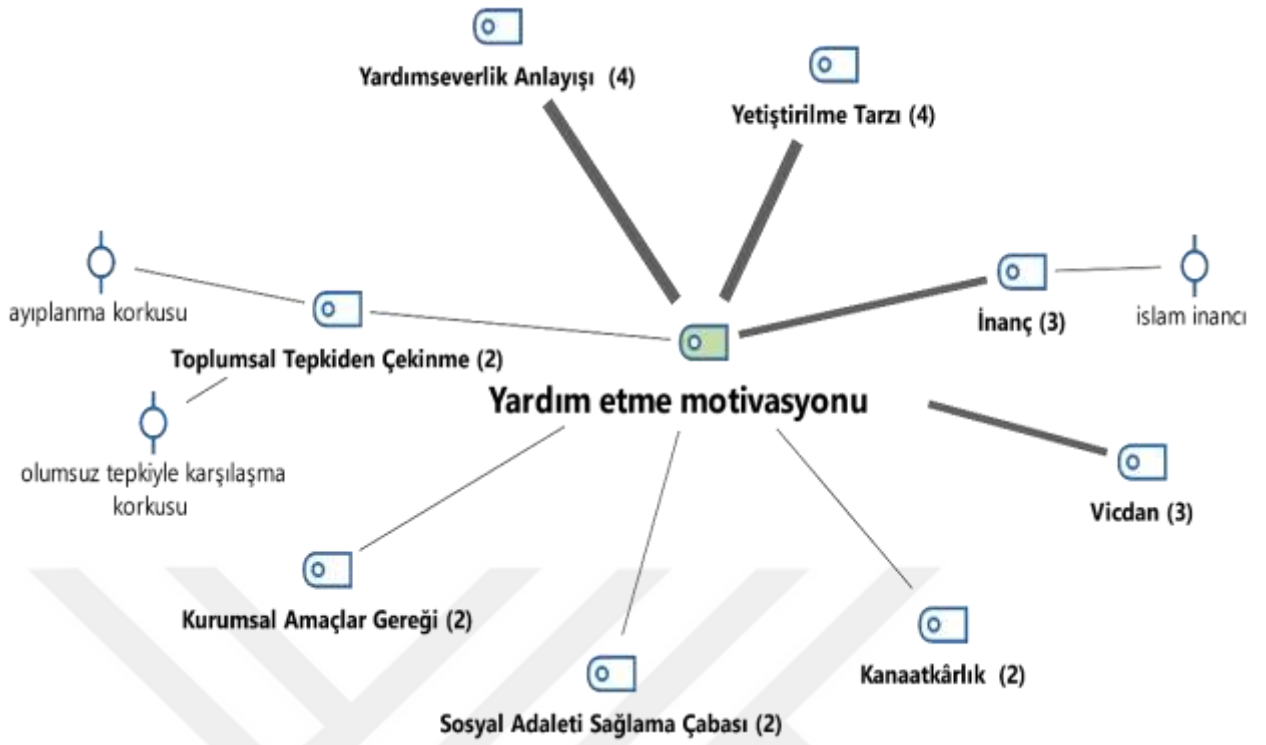 Yardımseverlik Anlayışı (4)
Yetiştirilme Tarzı (4)
ayıplanma korkusu
islam inancı
İnanç (3)
Toplumsal Tepkiden Çekinme (2)
Yardım etme motivasyonu
olumsuz tepkiyle karşılaşma
korkusu
Vicdan (3)
Kurumsal Amaçlar Gereği (2)
Kanaatkârlık (2)
Sosyal Adaleti Sağlama Çabası (2)